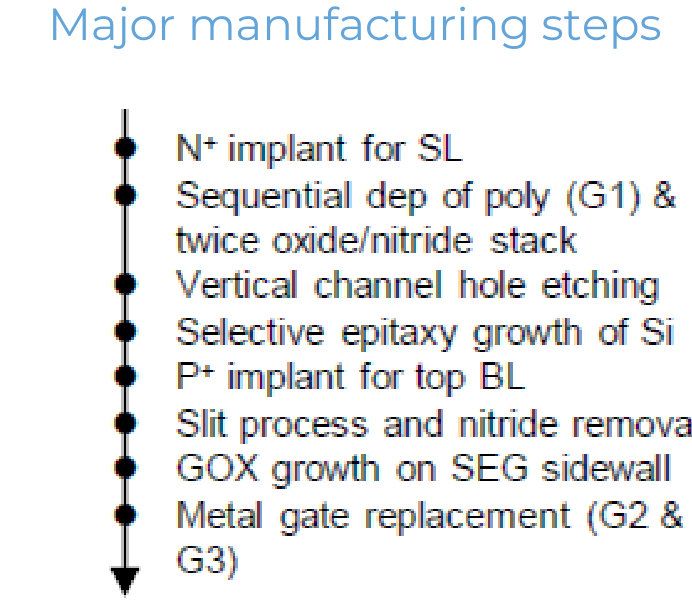 Major manufacturing steps
N+ implant for SL
Sequential dep of poly (G1) &
twice oxide/nitride stack
Vertical channel hole etching
Selective epitaxy growth of Si
P+ implant for top BL
Slit process and nitride remova
GOX growth on SEG sidewall
Metal gate replacement (G2 &
G3)